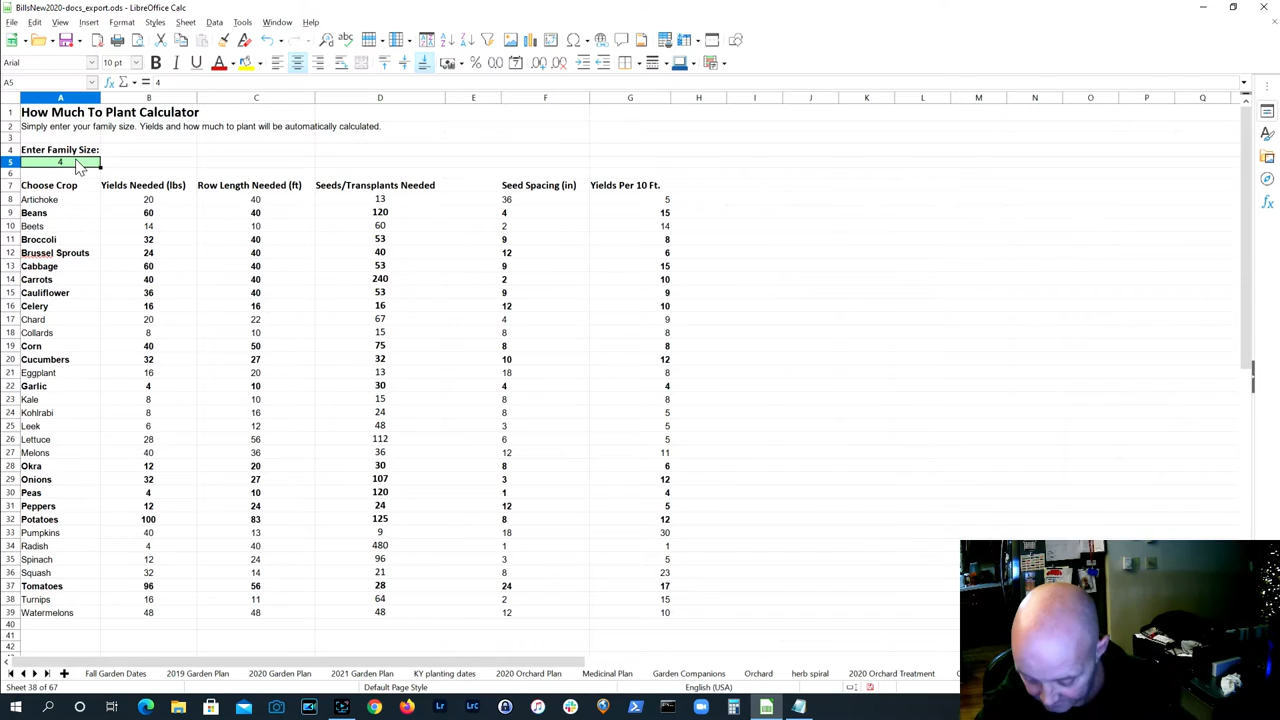 BillsNew2020-docs_export.ods - LibreOffice Calc
File Edit View Insert Format Styles Sheet Data Tools Window Help
Arial 10 pt
A5 4
A B C D E F G H I J K L M N O P Q
1 How Much To Plant Calculator
2 Simply enter your family size. Yields and how much to plant will be automatically calculated.
3
4 Enter Family Size:
5 4
6
7 Choose Crop Yields Needed (lbs) Row Length Needed (ft) Seeds/Transplants Needed Seed Spacing (in) Yields Per 10 Ft.
8 Artichoke 20 40 13 36 5
9 Beans 60 40 120 4 15
10 Beets 14 10 60 2 14
11 Broccoli 32 40 53 9 8
12 Brussel Sprouts 24 40 40 12 6
13 Cabbage 60 40 53 9 15
14 Carrots 40 40 240 2 10
15 Cauliflower 36 40 53 9 9
16 Celery 16 16 16 12 10
17 Chard 20 22 67 4 9
18 Collards 8 10 15 8 8
19 Corn 40 50 75 8 8
20 Cucumbers 32 27 32 10 12
21 Eggplant 16 20 13 18 8
22 Garlic 4 10 30 4 4
23 Kale 8 10 15 8 8
24 Kohlrabi 8 16 24 8 5
25 Leek 6 12 48 3 5
26 Lettuce 28 56 112 6 5
27 Melons 40 36 36 12 11
28 Okra 12 20 30 8 6
29 Onions 32 27 107 3 12
30 Peas 4 10 120 1 4
31 Peppers 12 24 24 12 5
32 Potatoes 100 83 125 8 12
33 Pumpkins 40 13 9 18 30
34 Radish 4 40 480 1 1
35 Spinach 12 24 96 3 5
36 Squash 32 14 21 8 23
37 Tomatoes 96 56 28 24 17
38 Turnips 16 11 64 2 15
39 Watermelons 48 48 48 12 10
40
41
42
Fall Garden Dates 2019 Garden Plan 2020 Garden Plan 2021 Garden Plan KY planting dates 2020 Orchard Plan Medicinal Plan Garden Companions Orchard herb spiral 2020 Orchard Treatment
Sheet 38 of 67 Default Page Style English (USA)